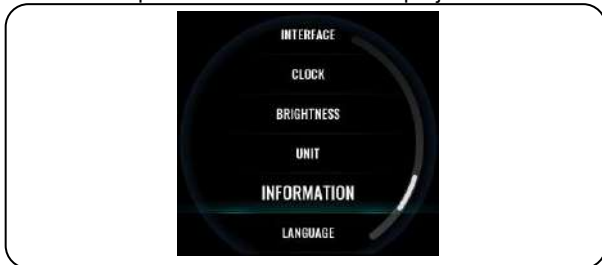 INTERFACE
CLOCK
BRIGHTNESS
UNIT
INFORMATION
LANGUAGE